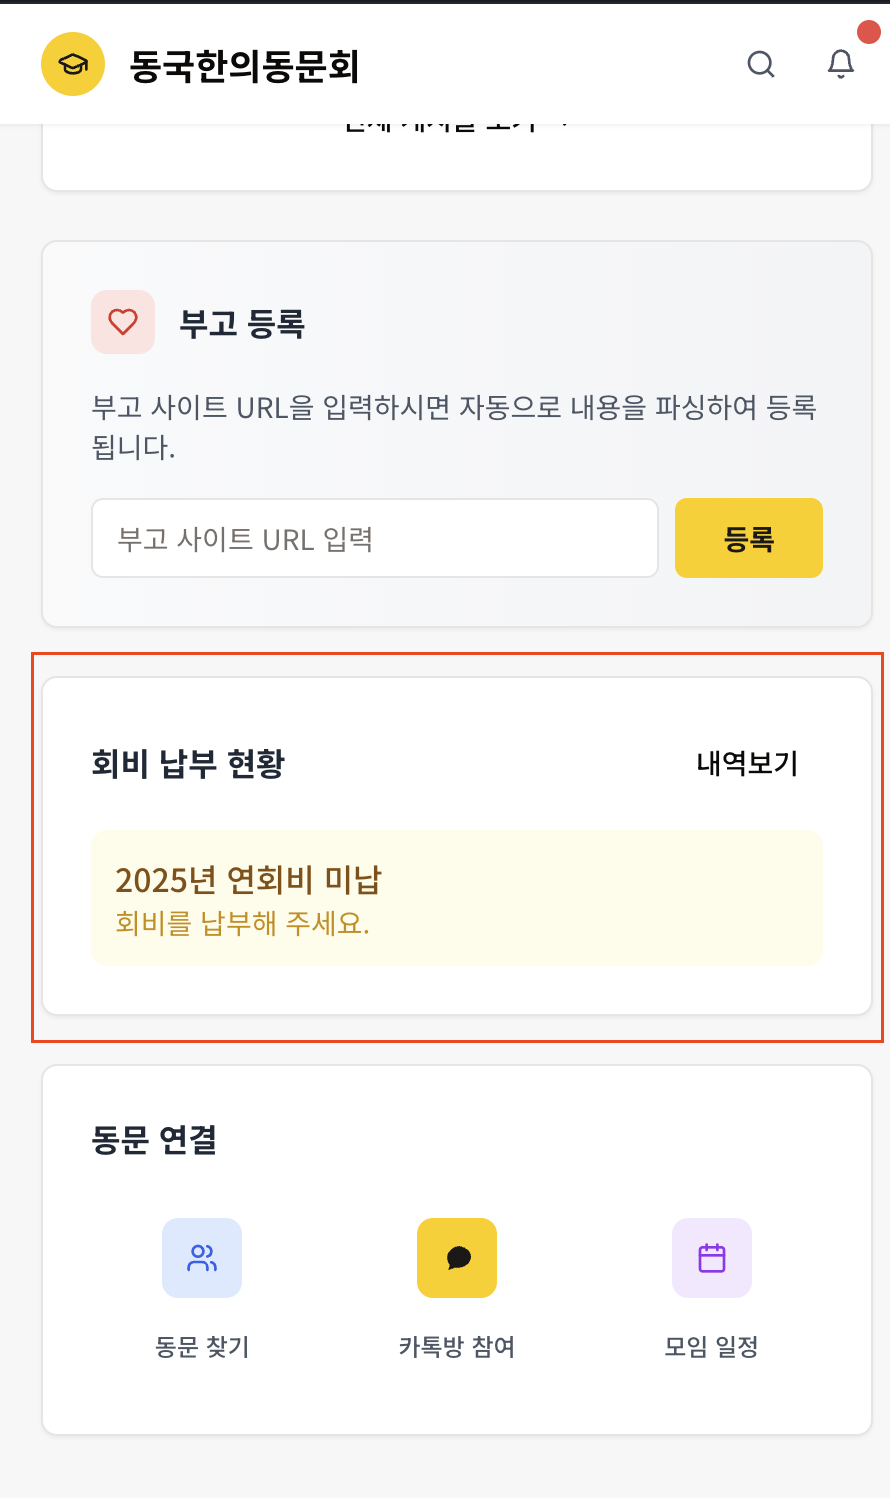 동국한의동문회
부고 등록
부고 사이트 URL을 입력하시면 자동으로 내용을 파싱하여 등록
됩니다.
부고 사이트 URL 입력
등록
회비 납부 현황
내역보기
2025년 연회비 미납
회비를 납부해 주세요.
동문 연결
동문 찾기
카톡방 참여
모임 일정